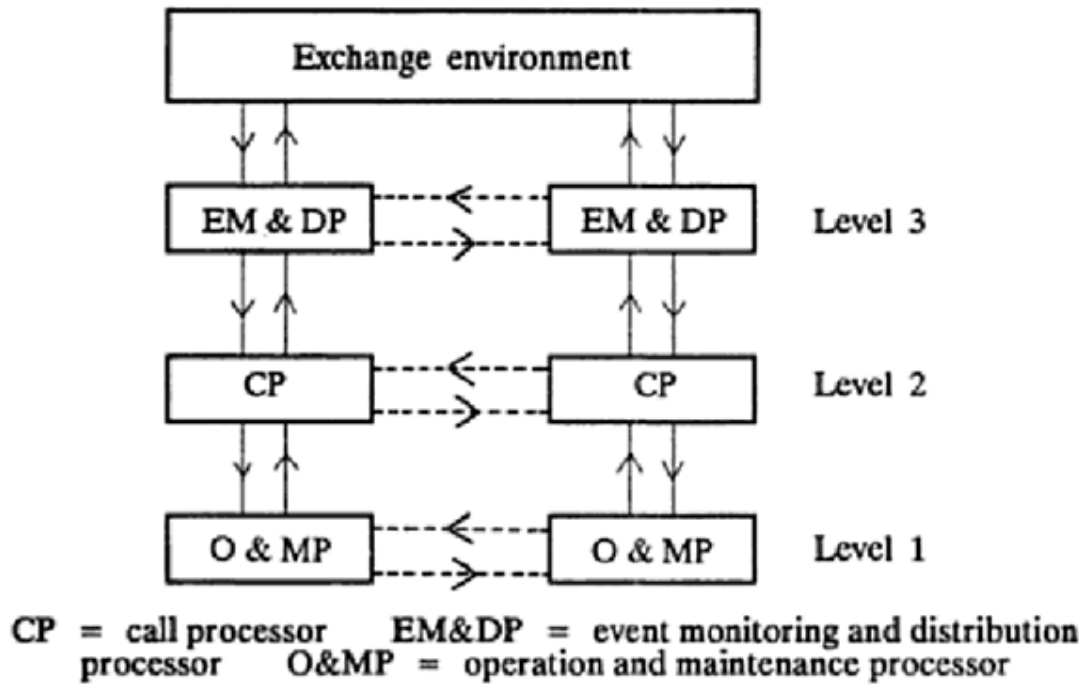 Exchange environment
EM & DP EM & DP Level 3
CP CP Level 2
O & MP O & MP Level 1
CP = call processor EM&DP = event monitoring and distribution
processor O&MP = operation and maintenance processor